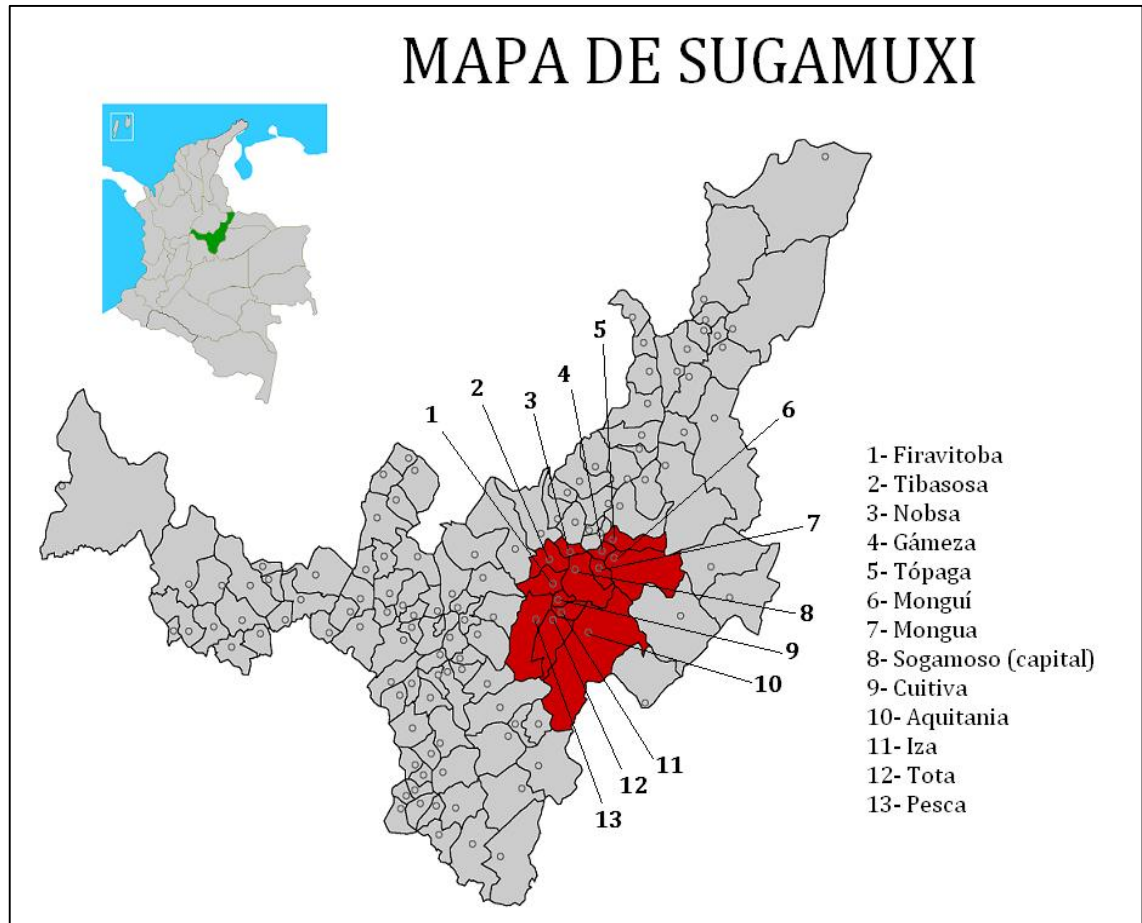 MAPA DE SUGAMUXI
5
4
2
3
1
6
7
8
9
10
11
12
13
1- Firavitoba
2- Tibasosa
3- Nobsa
4- Gámeza
5- Tópaga
6- Monguí
7- Mongua
8- Sogamoso (capital)
9- Cuitiva
10- Aquitania
11- Iza
12- Tota
13- Pesca